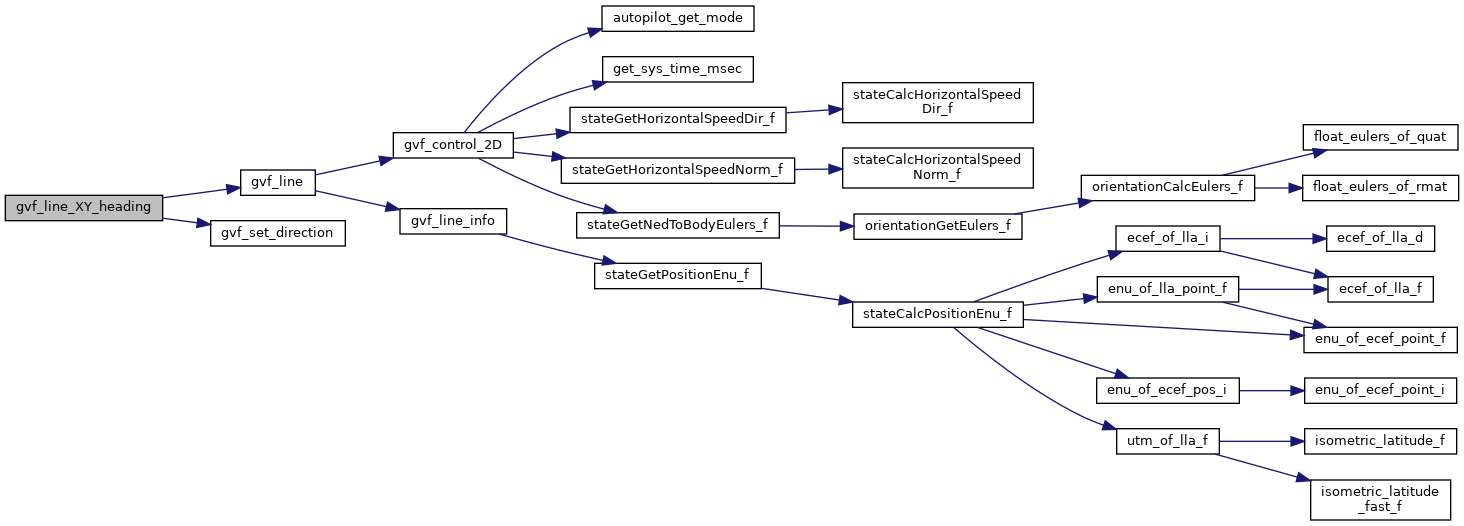 autopilot_get_mode
get_sys_time_msec
stateCalcHorizontalSpeed
Dir_f
stateGetHorizontalSpeedDir_f
gvf_control_2D
float_eulers_of_quat
stateCalcHorizontalSpeed
Norm_f
stateGetHorizontalSpeedNorm_f
gvf_line
orientationCalcEulers_f
float_eulers_of_rmat
gvf_line_XY_heading
gvf_line_info
stateGetNedToBodyEulers_f
orientationGetEulers_f
gvf_set_direction
ecef_of_lla_i
ecef_of_lla_d
stateGetPositionEnu_f
enu_of_lla_point_f
ecef_of_lla_f
stateCalcPositionEnu_f
enu_of_ecef_point_f
enu_of_ecef_pos_i
enu_of_ecef_point_i
utm_of_lla_f
isometric_latitude_f
isometric_latitude
_fast_f